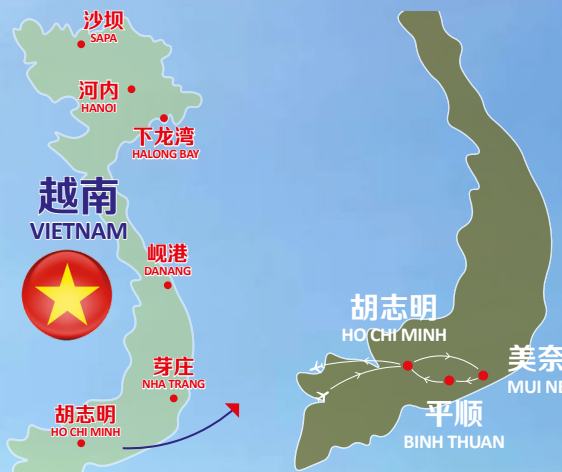 沙坝
SAPA
河内
HANOI
下龙湾
HALONG BAY
越南
VIETNAM
岘港
DANANG
芽庄
NHA TRANG
胡志明
HO CHI MINH
胡志明
HO CHI MINH
美奈
MUI NE
平顺
BINH THUAN